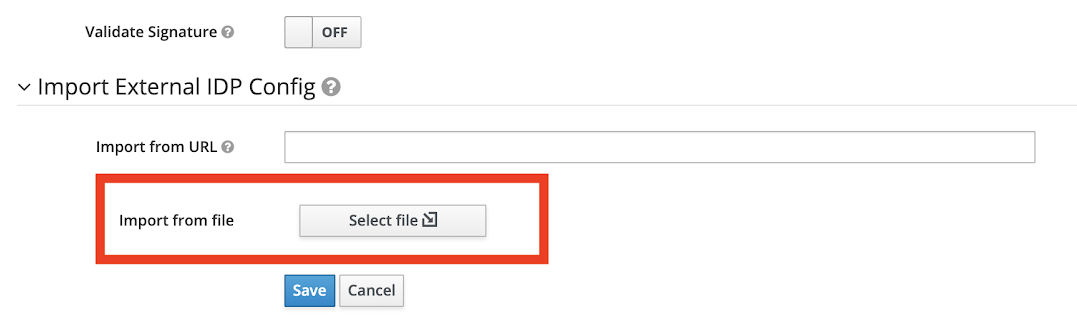 Validate Signature
OFF
Import External IDP Config
Import from URL
Import from file Select file
Save Cancel